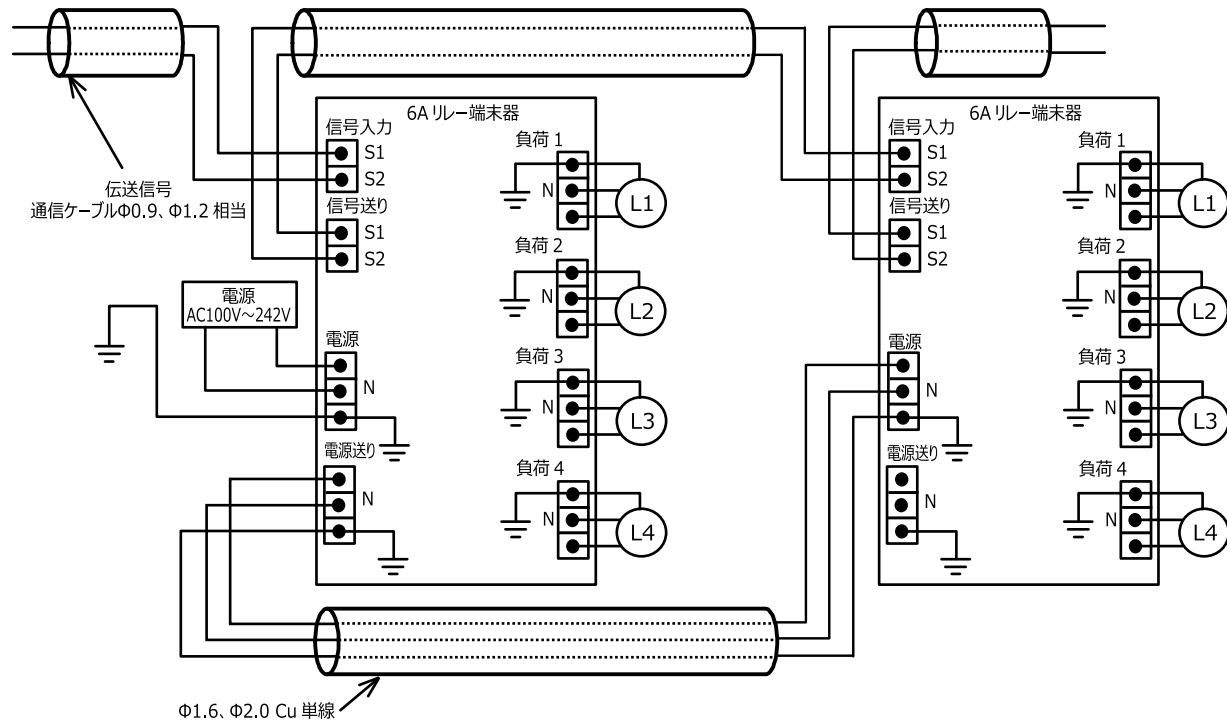 伝送信号
通信ケーブルΦ0.9、Φ1.2 相当
6A リレー端末器
信号入力
S1
S2
信号送り
S1
S2
電源
AC100V～242V
電源
N
電源送り
N
負荷 1
N
L1
負荷 2
N
L2
負荷 3
N
L3
負荷 4
N
L4
6A リレー端末器
信号入力
S1
S2
信号送り
S1
S2
電源
N
電源送り
N
負荷 1
N
L1
負荷 2
N
L2
負荷 3
N
L3
負荷 4
N
L4
Φ1.6、Φ2.0 Cu 単線